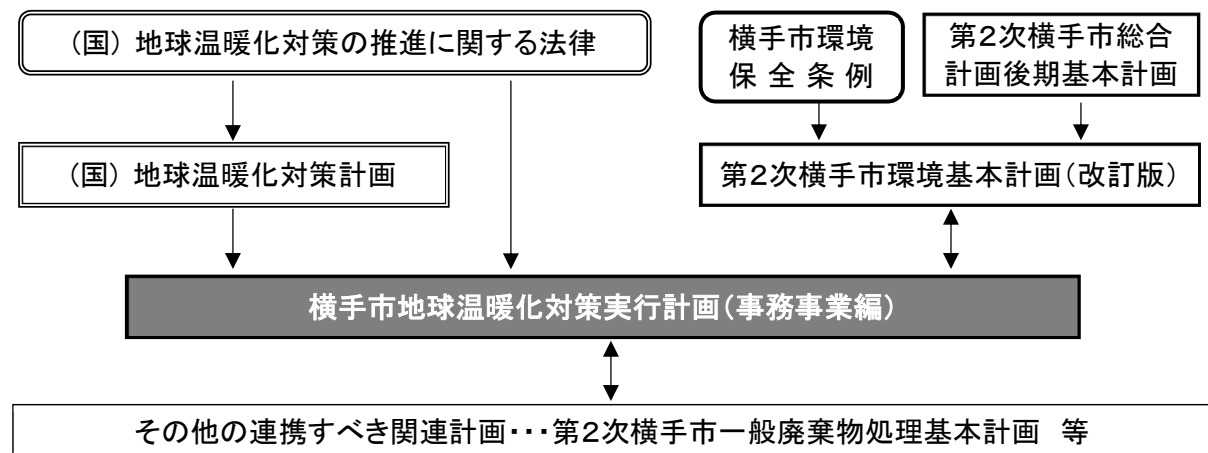 （国）地球温暖化対策の推進に関する法律
横手市環境
保全条例
第２次横手市総合
計画後期基本計画
（国）地球温暖化対策計画
第２次横手市環境基本計画（改訂版）
横手市地球温暖化対策実行計画（事務事業編）
その他の連携すべき関連計画・・・第２次横手市一般廃棄物処理基本計画　等